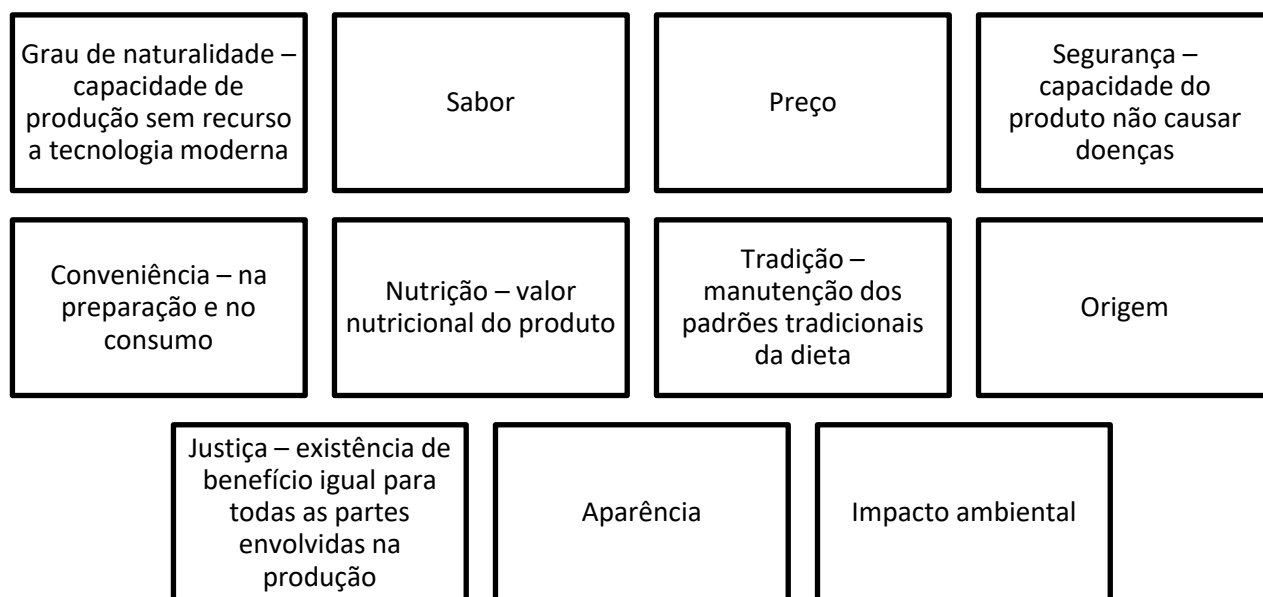 Grau de naturalidade –
capacidade de
produção sem recurso
a tecnologia moderna
Sabor
Preço
Segurança –
capacidade do
produto não causar
doenças
Conveniência – na
preparação e no
consumo
Nutrição – valor
nutricional do produto
Tradição –
manutenção dos
padrões tradicionais
da dieta
Origem
Justiça – existência de
benefício igual para
todas as partes
envolvidas na
produção
Aparência
Impacto ambiental